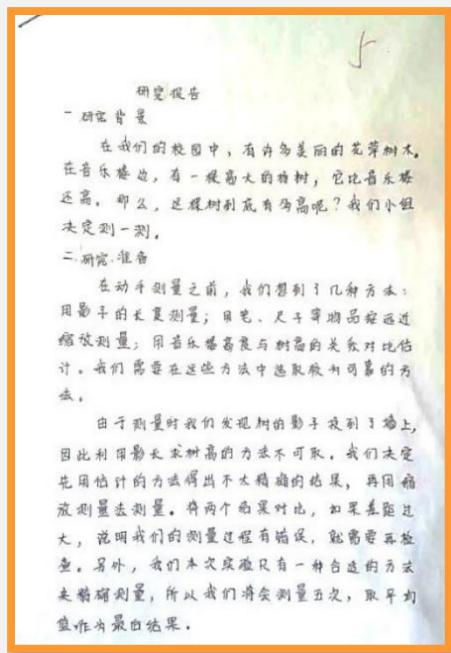 5
研究报告
一 研究背景
在我们的校园中，有许多美丽的花草树木。
在音乐楼边，有一棵高大的树，它比音乐楼
还高。那么，这棵树到底有多高呢？我们小组
决定测一测。
二.研究准备
在动手测量之前，我们想到了几种方法：
用影子的长度测量；用笔、尺子等物品按远近
缩放测量；用音乐楼高度与树高的关系对比估
计。我们需要在这些方法中选取较为可靠的方
法。
由于测量时我们发现树的影子投到了墙上，
因此利用影长求树高的方法不可取。我们决定
先用估计的方法得出不太精确的结果，再用缩
放测量法测量。将两个结果对比，如果差距过
大，说明我们的测量过程有错误，就需要再检
查。另外，我们本次实验只有一种合适的方法
来精确测量，所以我们将会测量五次，取平均
值作为最后结果。